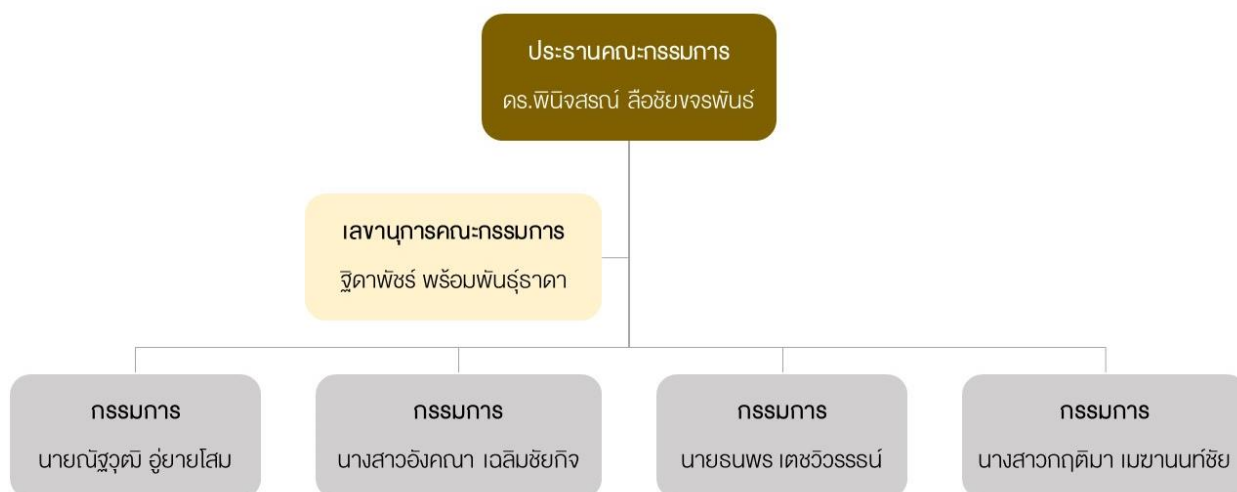 ประธานคณะกรรมการ
ดร.พินิจสรณ์ ลือชัยขจรพันธ์
เลขานุการคณะกรรมการ
ฐิดาพัชร์ พร้อมพันธุ์ธาดา
กรรมการ
นายณัฐวุฒิ อู่ยายโสม
กรรมการ
นางสาวอังคณา เฉลิมชัยกิจ
กรรมการ
นายธนพร เตชวิวรรธน์
กรรมการ
นางสาวกฤติมา เมฆานนท์ชัย